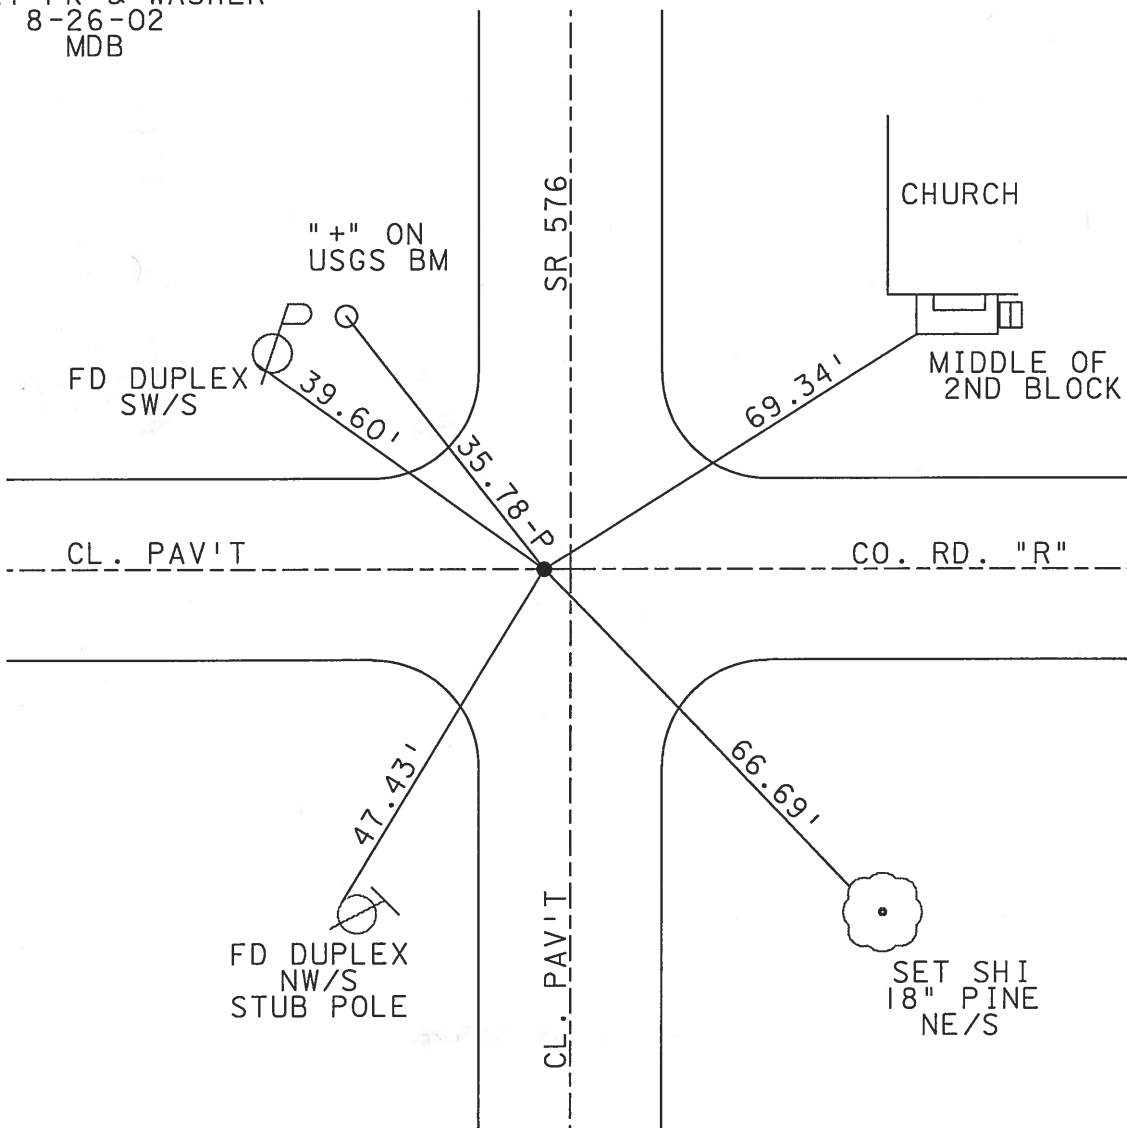 & WASHER
8-26-02
MDB
CHURCH
SR 576
"+" ON
USGS BM
FD DUPLEX
SW/S
39.60'
35.78-P
69.34'
MIDDLE OF
2ND BLOCK
CL. PAV'T
CO. RD. "R"
47.43'
66.69'
FD DUPLEX
NW/S
STUB POLE
CL. PAV'T
SET SHI
18" PINE
NE/S